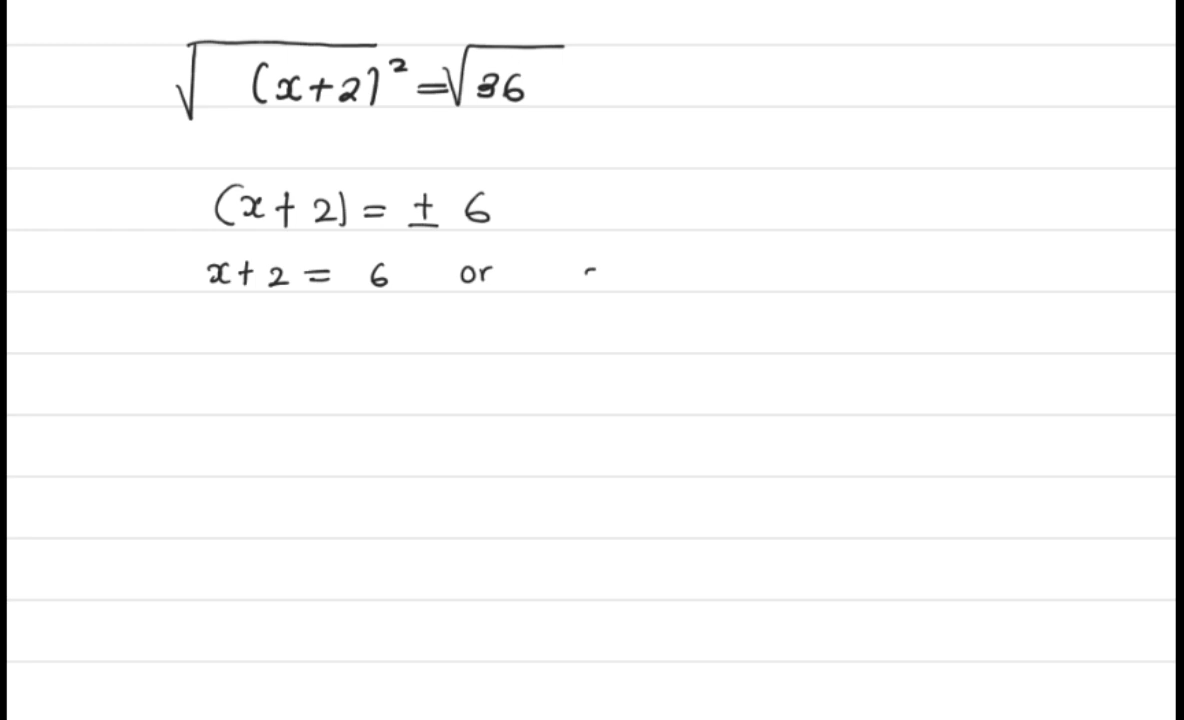 √(x+2)² = √36
(x+2) = ± 6
x+2 = 6 or